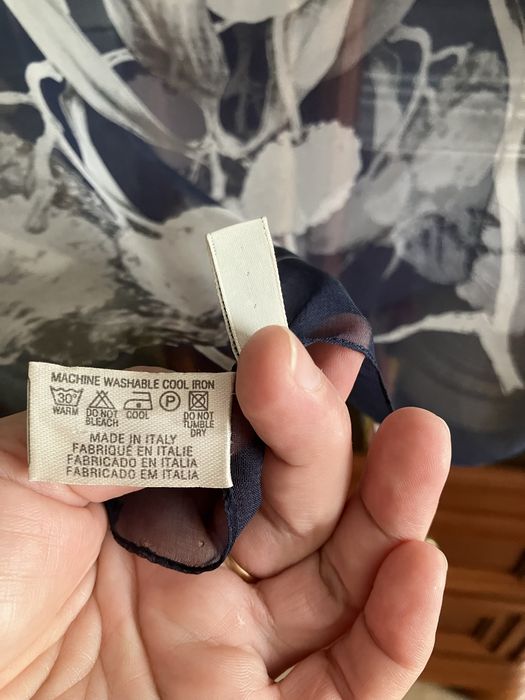 MACHINE WASHABLE COOL IRON
30°
P
WARM DO NOT BLEACH COOL DO NOT TUMBLE DRY
MADE IN ITALY
FABRIQUÉ EN ITALIE
FABRICADO EN ITALIA
FABRICADO EM ITALIA